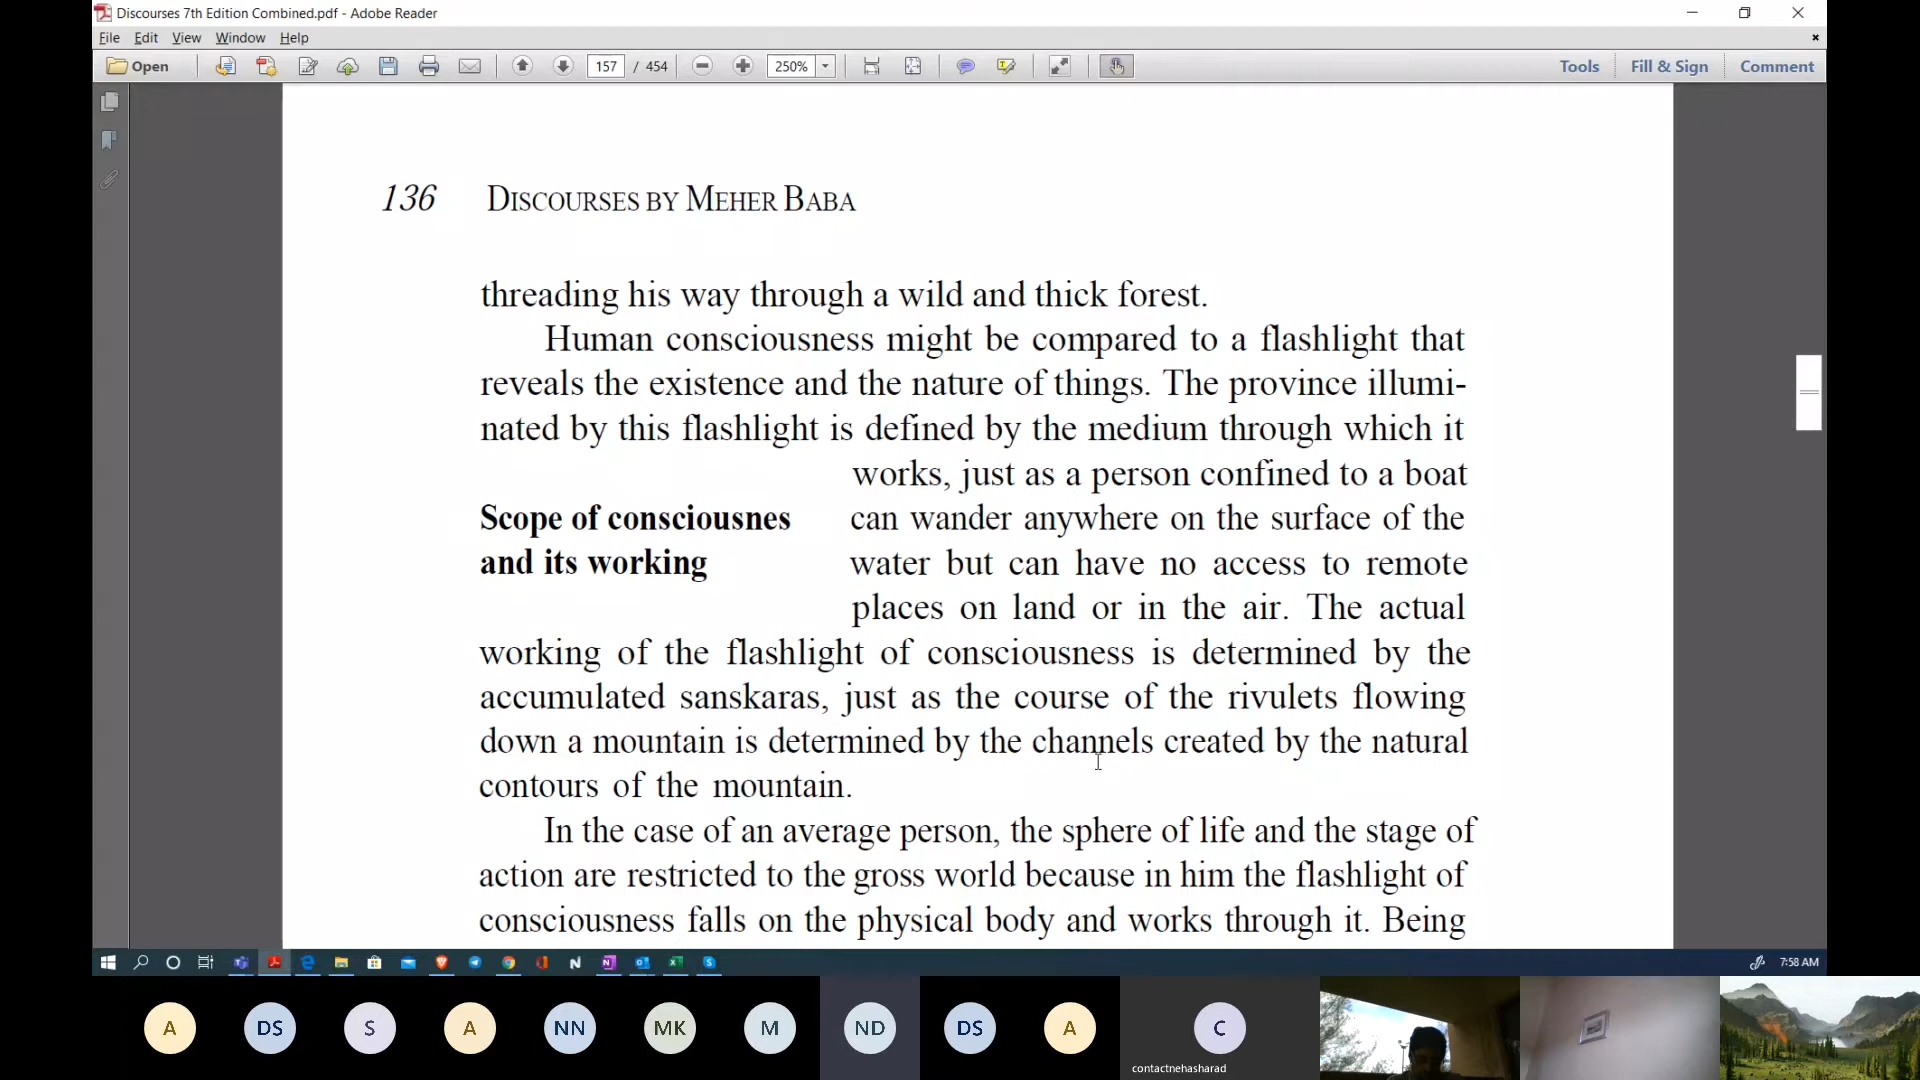 Discourses 7th Edition Combined.pdf - Adobe Reader
File Edit View Window Help
Open 157 / 454 250% Tools Fill & Sign Comment
136 DISCOURSES BY MEHER BABA
threading his way through a wild and thick forest.
Human consciousness might be compared to a flashlight that
reveals the existence and the nature of things. The province illumi-
nated by this flashlight is defined by the medium through which it
works, just as a person confined to a boat
Scope of consciousnes can wander anywhere on the surface of the
and its working water but can have no access to remote
places on land or in the air. The actual
working of the flashlight of consciousness is determined by the
accumulated sanskaras, just as the course of the rivulets flowing
down a mountain is determined by the channels created by the natural
contours of the mountain.
In the case of an average person, the sphere of life and the stage of
action are restricted to the gross world because in him the flashlight of
consciousness falls on the physical body and works through it. Being
7:58 AM
A DS S A NN MK M ND DS A C
contactnehasharad